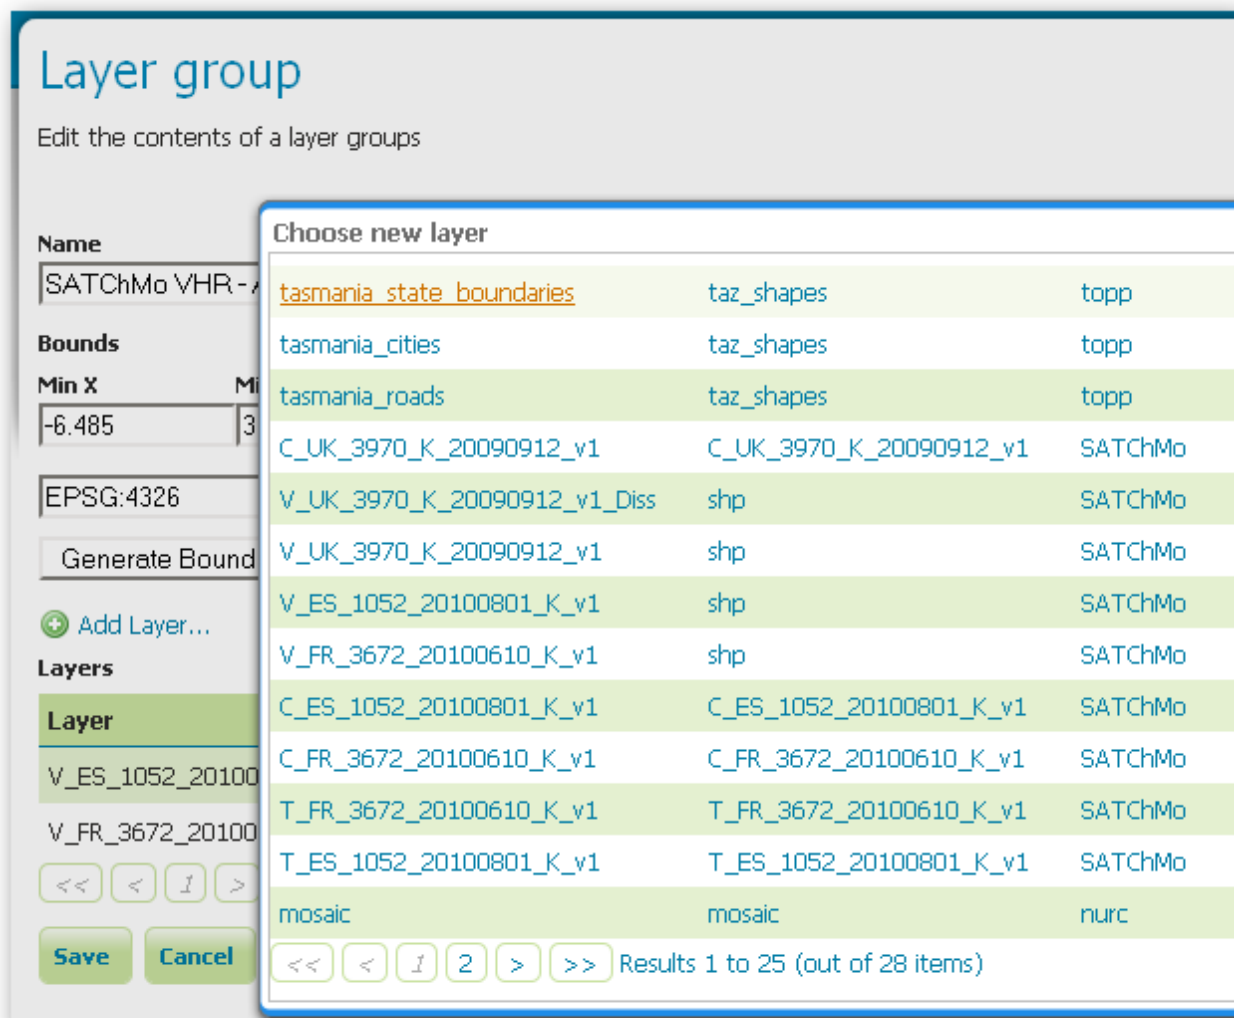 Layer group
Edit the contents of a layer groups
Name
SATChMo VHR -
Bounds
Min X
-6.485
3
EPSG:4326
Generate Bound
Add Layer...
Layers
Layer
V_ES_1052_20100
V_FR_3672_20100
<< < 1 >
Save Cancel
Choose new layer
tasmania_state_boundaries taz_shapes topp
tasmania_cities taz_shapes topp
tasmania_roads taz_shapes topp
C_UK_3970_K_20090912_v1 C_UK_3970_K_20090912_v1 SATChMo
V_UK_3970_K_20090912_v1_Diss shp SATChMo
V_UK_3970_K_20090912_v1 shp SATChMo
V_ES_1052_20100801_K_v1 shp SATChMo
V_FR_3672_20100610_K_v1 shp SATChMo
C_ES_1052_20100801_K_v1 C_ES_1052_20100801_K_v1 SATChMo
C_FR_3672_20100610_K_v1 C_FR_3672_20100610_K_v1 SATChMo
T_FR_3672_20100610_K_v1 T_FR_3672_20100610_K_v1 SATChMo
T_ES_1052_20100801_K_v1 T_ES_1052_20100801_K_v1 SATChMo
mosaic mosaic nurc
<< < 1 2 > >> Results 1 to 25 (out of 28 items)